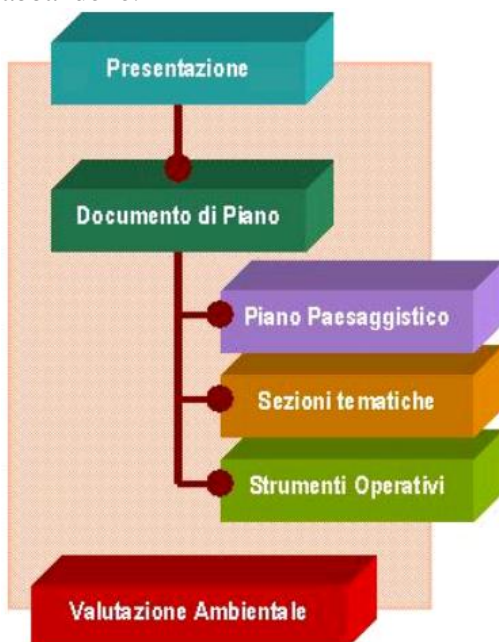 Presentazione
Documento di Piano
Piano Paesaggistico
Sezioni tematiche
Strumenti Operativi
Valutazione Ambientale